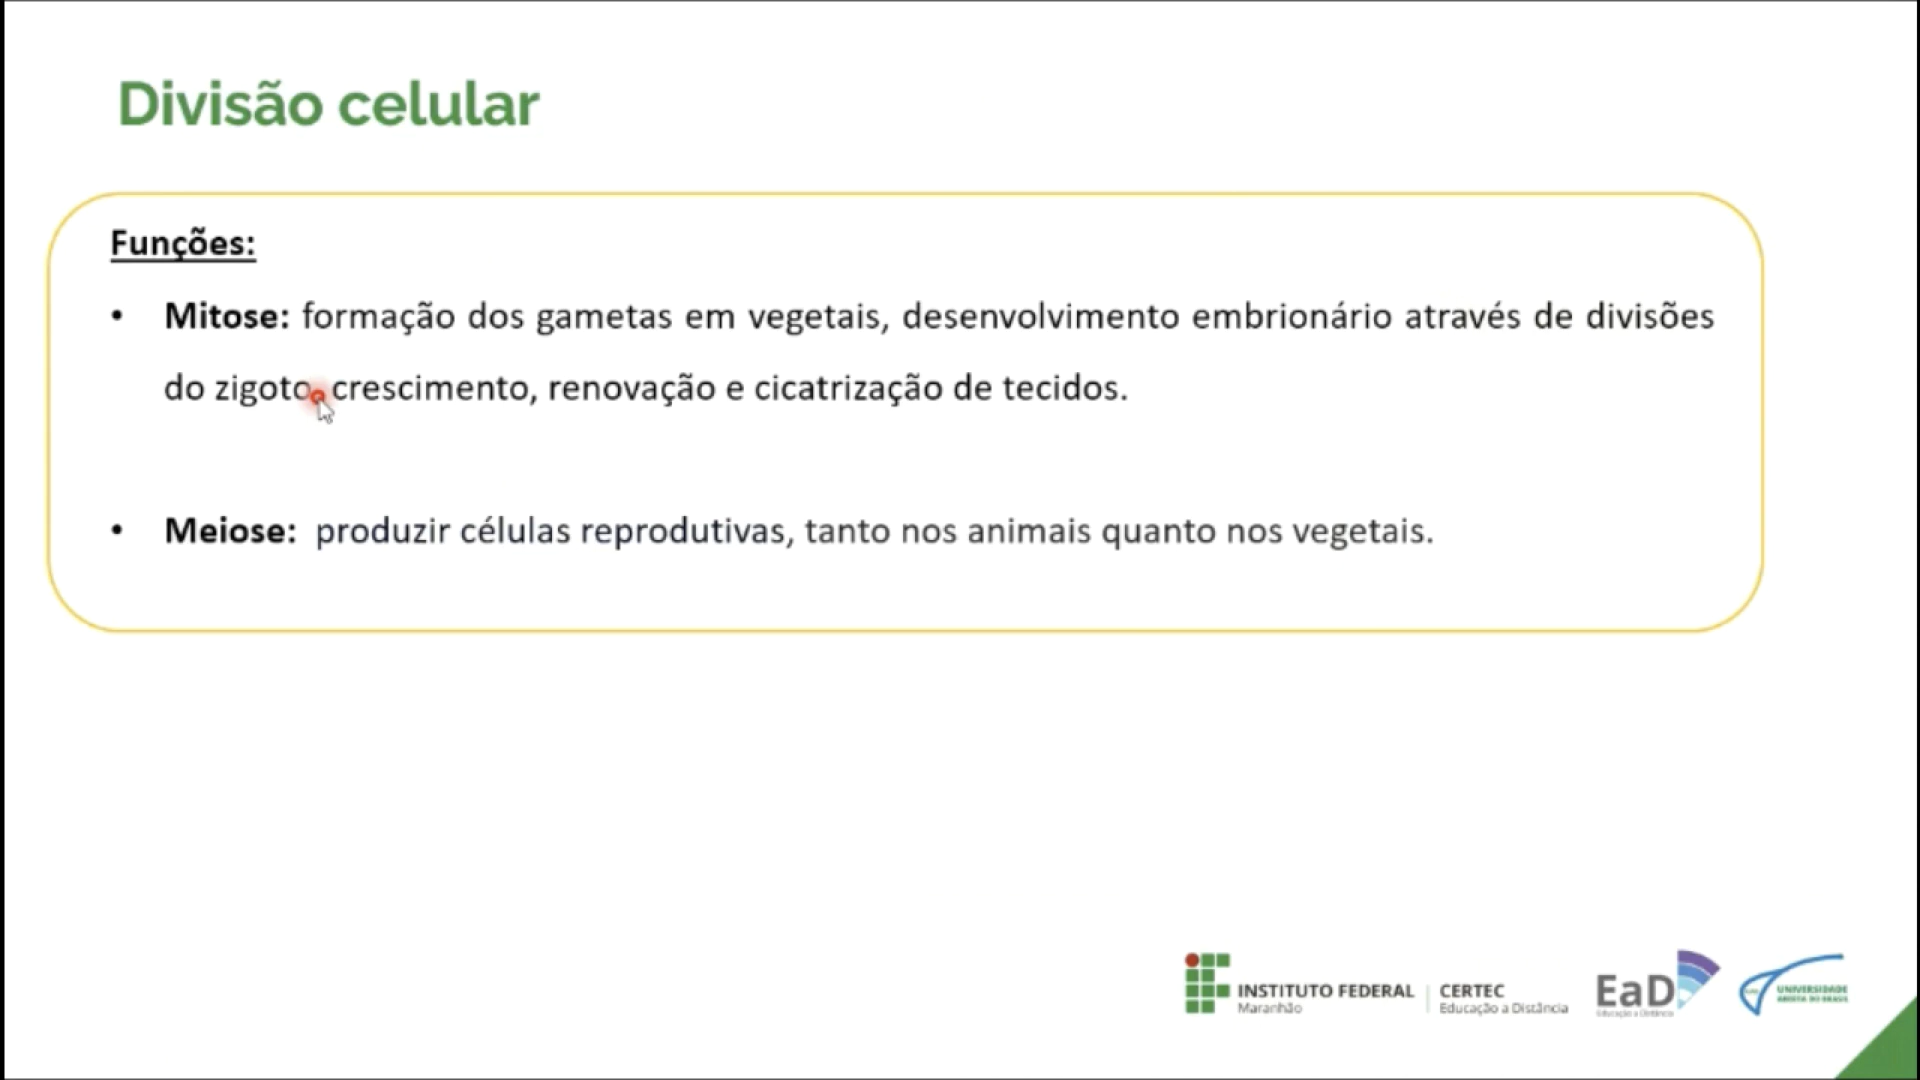 Divisão celular
Funções:
• Mitose: formação dos gametas em vegetais, desenvolvimento embrionário através de divisões
do zigoto, crescimento, renovação e cicatrização de tecidos.
• Meiose: produzir células reprodutivas, tanto nos animais quanto nos vegetais.
INSTITUTO FEDERAL
Maranhão
CERTEC
Educação a Distância
EaD
Educação a Distância
UNIVERSIDADE
ABERTA DO BRASIL